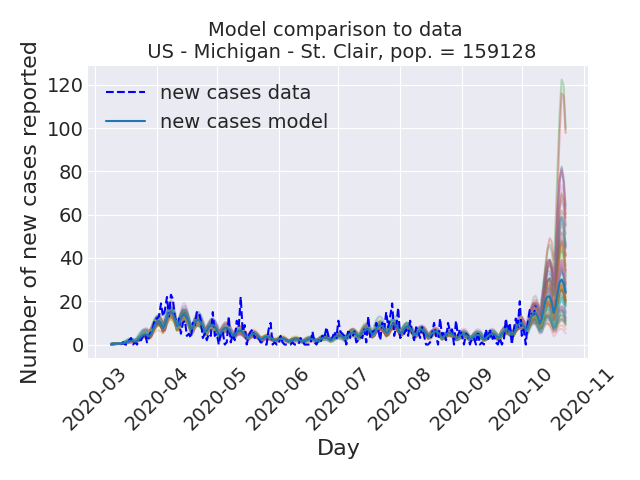 Model comparison to data
US - Michigan - St. Clair, pop. = 159128
Number of new cases reported
120
100
80
60
40
20
0
new cases data
new cases model
2020-03
2020-04
2020-05
2020-06
2020-07
2020-08
2020-09
2020-10
2020-11
Day